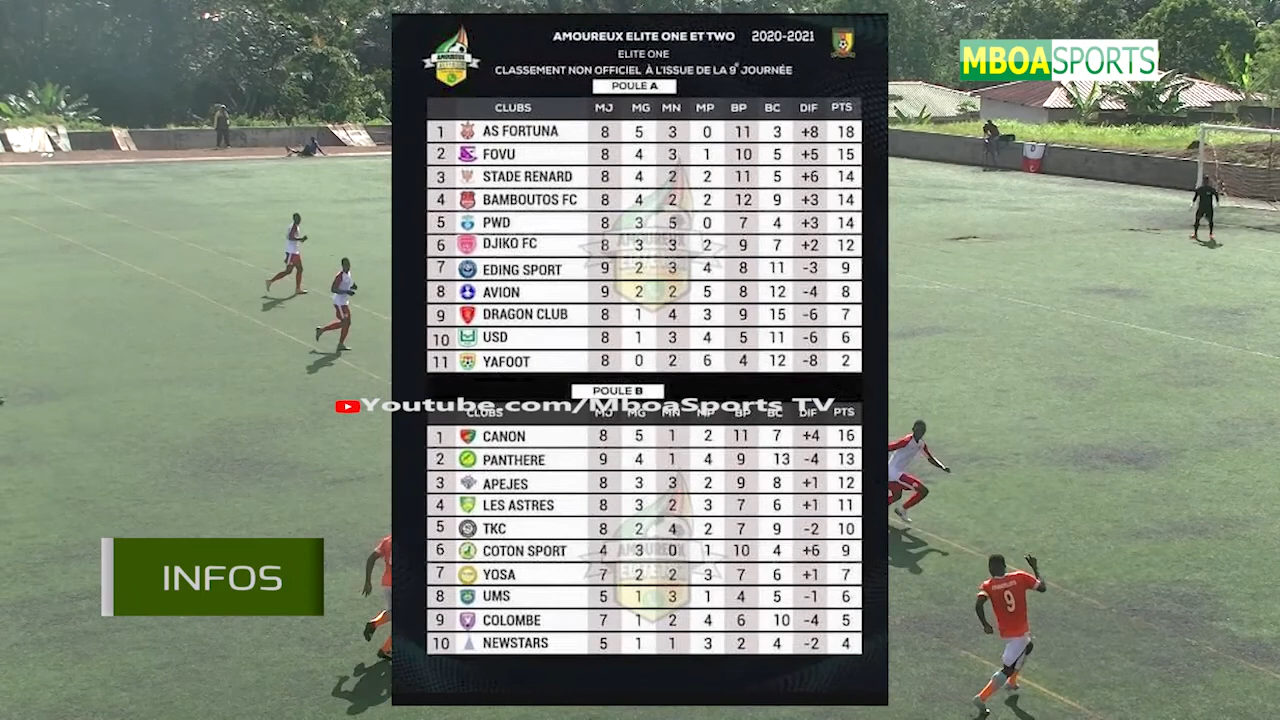 AMOUREUX ELITE ONE ET TWO 2020-2021
ELITE ONE
CLASSEMENT NON OFFICIEL À L'ISSUE DE LA 9e JOURNÉE
MBOASPORTS
POULE A
CLUBS MJ MG MN MP BP BC DIF PTS
1 AS FORTUNA 8 5 3 0 11 3 +8 18
2 FOVU 8 4 3 1 10 5 +5 15
3 STADE RENARD 8 4 2 2 11 5 +6 14
4 BAMBOUTOS FC 8 4 2 2 12 9 +3 14
5 PWD 8 3 5 0 7 4 +3 14
6 DJIKO FC 8 3 3 2 9 7 +2 12
7 EDING SPORT 9 2 3 4 8 11 -3 9
8 AVION 9 2 2 5 8 12 -4 8
9 DRAGON CLUB 8 1 4 3 9 15 -6 7
10 USD 8 1 3 4 5 11 -6 6
11 YAFOOT 8 0 2 6 4 12 -8 2
POULE B
Youtube.com/MboaSports TV
CLUBS MJ MG MN MP BP BC DIF PTS
1 CANON 8 5 1 2 11 7 +4 16
2 PANTHERE 9 4 1 4 9 13 -4 13
3 APEJES 8 3 3 2 9 8 +1 12
4 LES ASTRES 8 3 2 3 7 6 +1 11
5 TKC 8 2 4 2 7 9 -2 10
6 COTON SPORT 4 3 0 1 10 4 +6 9
7 YOSA 7 2 2 3 7 6 +1 7
8 UMS 5 1 3 1 4 5 -1 6
9 COLOMBE 7 1 2 4 6 10 -4 5
10 NEWSTARS 5 1 1 3 2 4 -2 4
INFOS
9